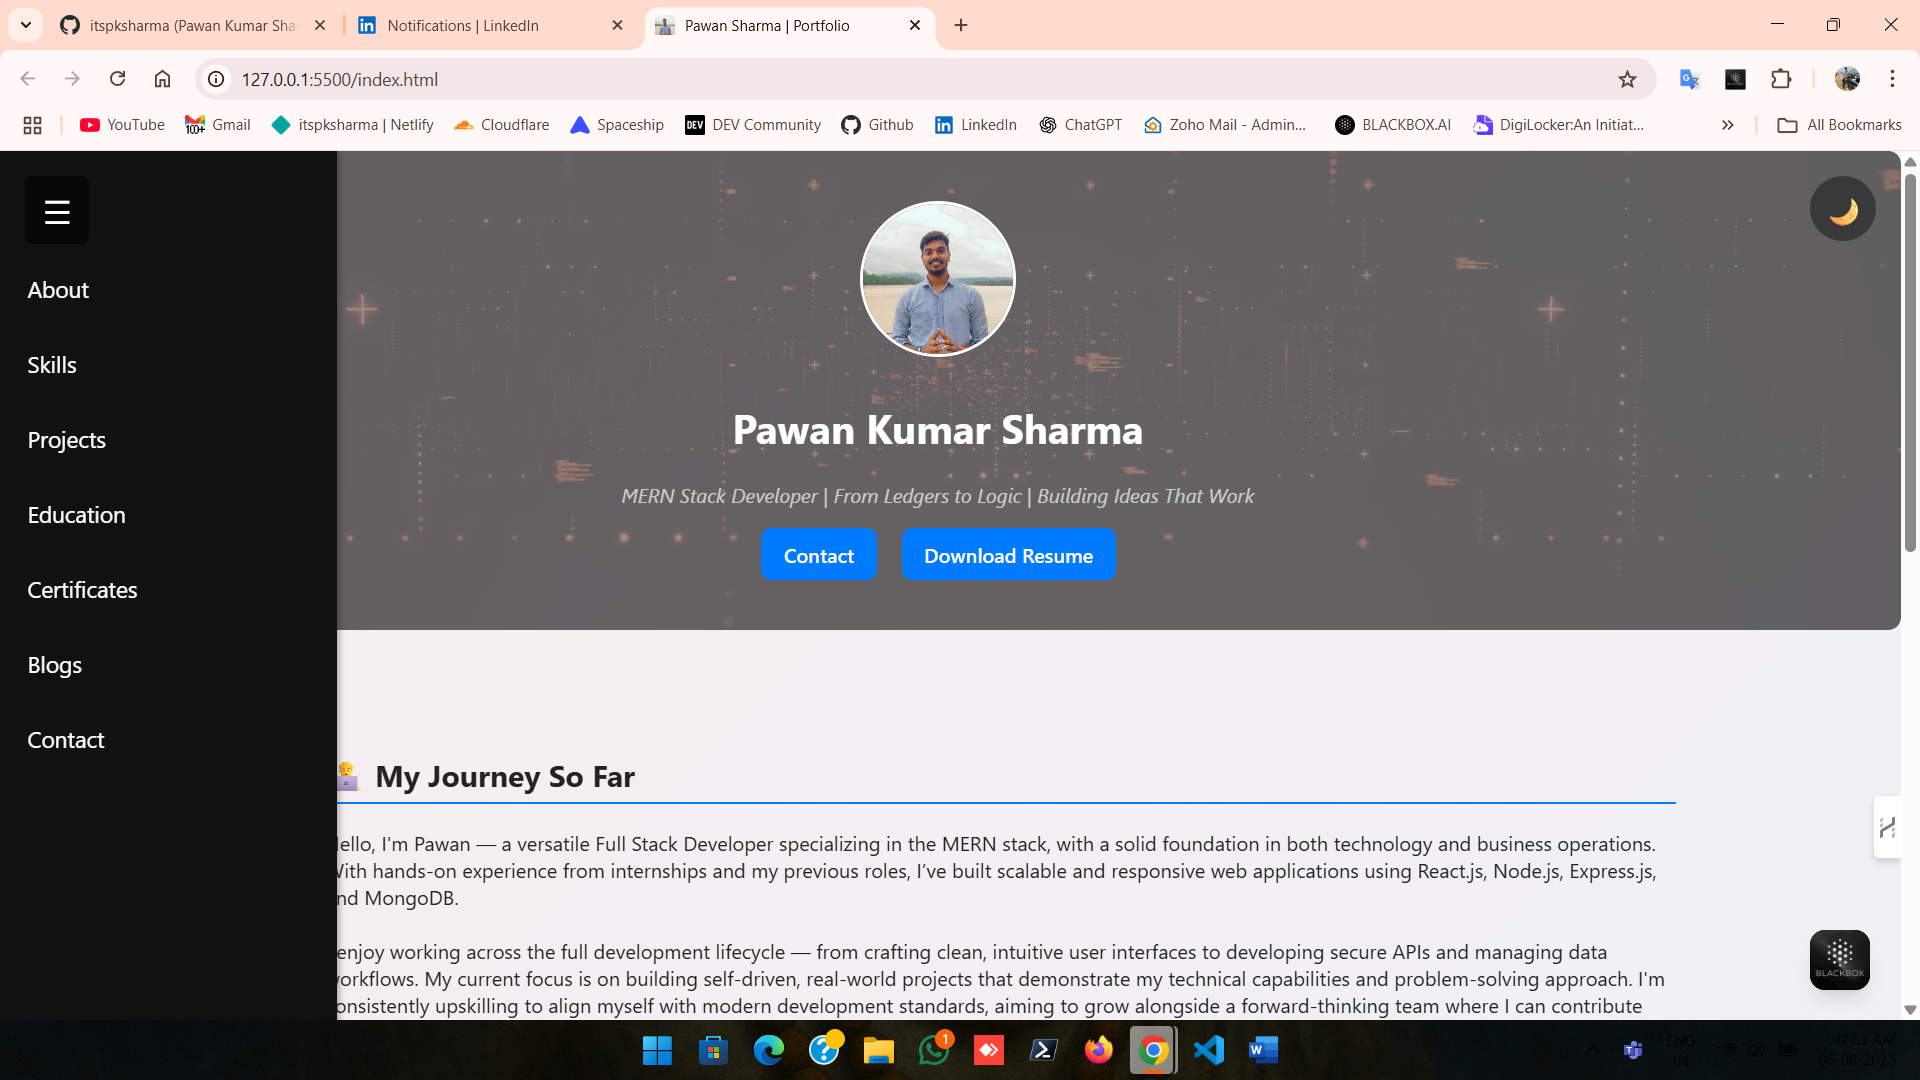 itspksharma (Pawan Kumar Sha
Notifications | LinkedIn
Pawan Sharma | Portfolio
127.0.0.1:5500/index.html
YouTube
100+
Gmail
itspksharma | Netlify
Cloudflare
Spaceship
DEV
DEV Community
Github
LinkedIn
ChatGPT
Zoho Mail - Admin...
BLACKBOX.AI
DigiLocker:An Initiat...
All Bookmarks
About
Skills
Projects
Education
Certificates
Blogs
Contact
Pawan Kumar Sharma
MERN Stack Developer | From Ledgers to Logic | Building Ideas That Work
Contact
Download Resume
My Journey So Far
ello, I'm Pawan — a versatile Full Stack Developer specializing in the MERN stack, with a solid foundation in both technology and business operations.
With hands-on experience from internships and my previous roles, I’ve built scalable and responsive web applications using React.js, Node.js, Express.js,
nd MongoDB.
enjoy working across the full development lifecycle — from crafting clean, intuitive user interfaces to developing secure APIs and managing data
workflows. My current focus is on building self-driven, real-world projects that demonstrate my technical capabilities and problem-solving approach. I'm
onsistently upskilling to align myself with modern development standards, aiming to grow alongside a forward-thinking team where I can contribute
BLACKBOX
1
ENG
IN
02:01 AM
06-08-2025